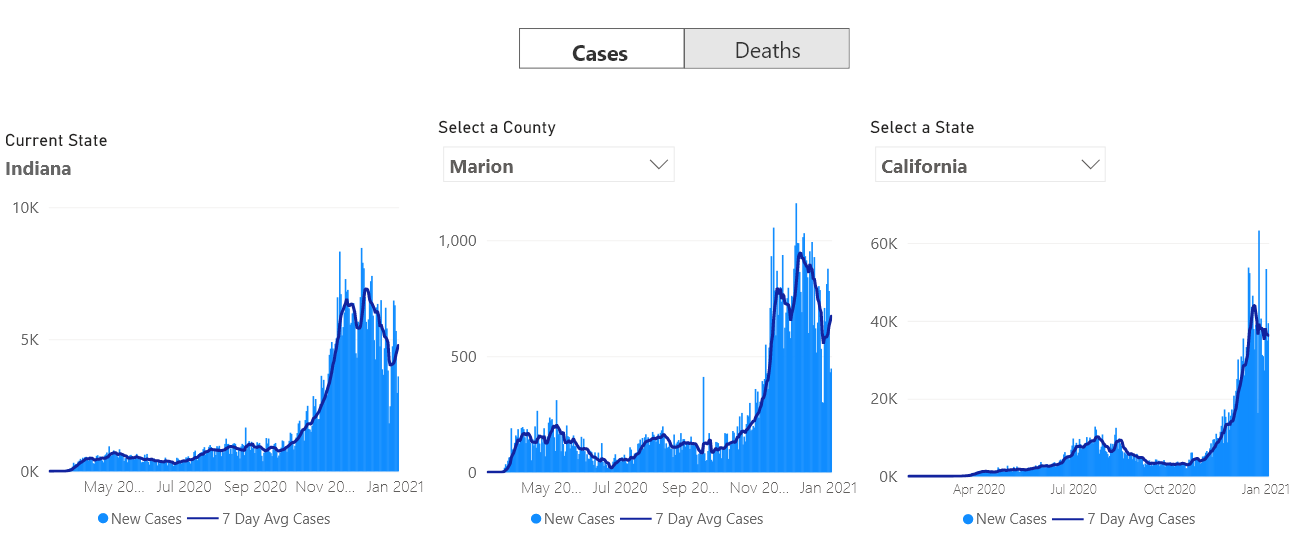 Cases
Deaths
Current State
Indiana
10K
5K
0K
May 20...
Jul 2020
Sep 2020
Nov 20...
Jan 2021
New Cases
7 Day Avg Cases
Select a County
Marion
1,000
500
0
May 20...
Jul 2020
Sep 20...
Nov 20...
Jan 2021
New Cases
7 Day Avg Cases
Select a State
California
60K
40K
20K
0K
Apr 2020
Jul 2020
Oct 2020
Jan 2021
New Cases
7 Day Avg Cases